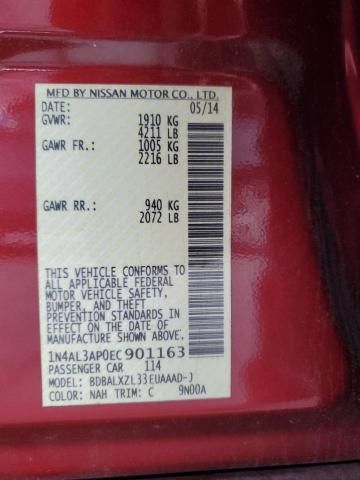 MFD BY NISSAN MOTOR CO., LTD.
DATE: 05/14
GVWR: 1910 KG
4211 LB
GAWR FR.: 1005 KG
2216 LB
GAWR RR.: 940 KG
2072 LB
THIS VEHICLE CONFORMS TO
ALL APPLICABLE FEDERAL
MOTOR VEHICLE SAFETY,
BUMPER, AND THEFT
PREVENTION STANDARDS IN
EFFECT ON THE DATE OF
MANUFACTURE SHOWN ABOVE.
1N4AL3AP0EC901163
PASSENGER CAR 114
MODEL: BDBALXZL33EUAAAD-J
COLOR: NAH TRIM: C 9N00A